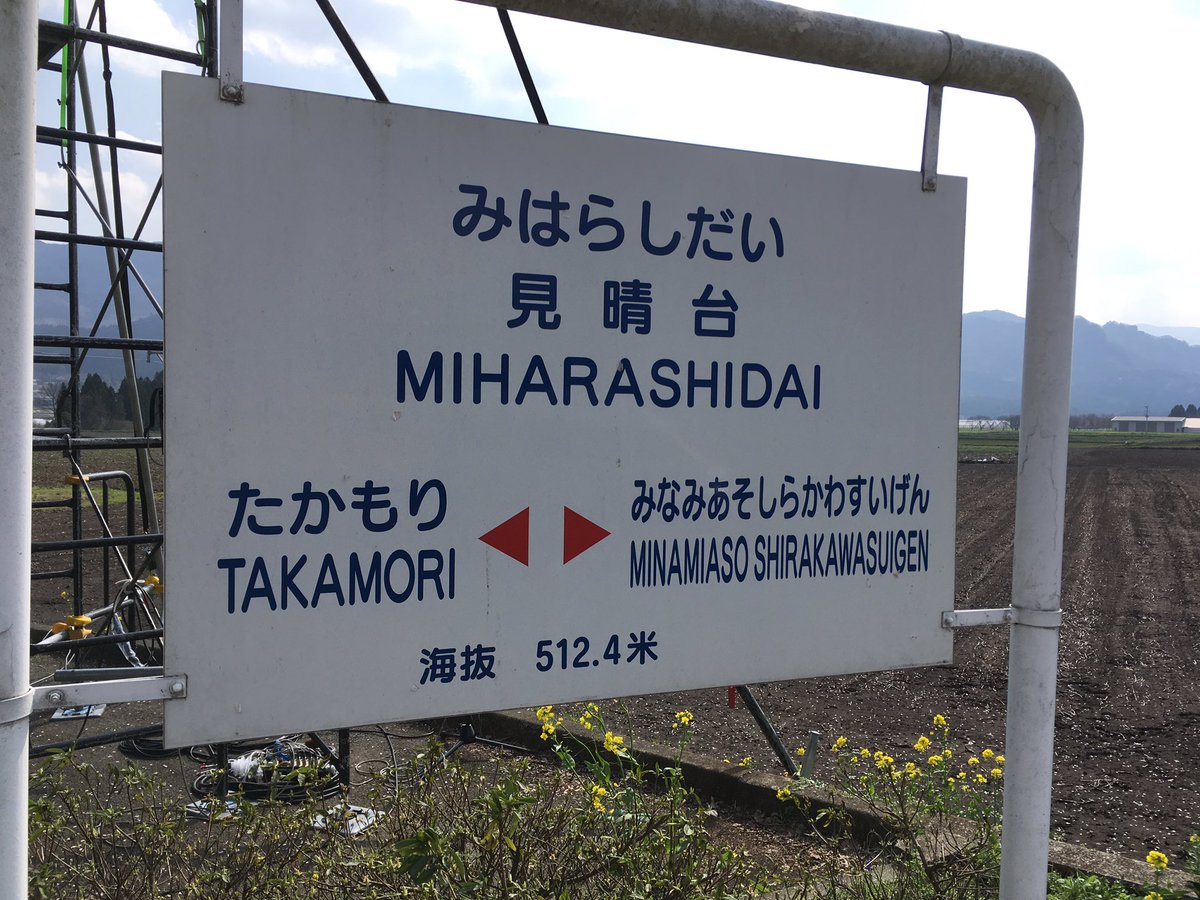 みはらしだい
見晴台
MIHARASHIDAI
たかもり
TAKAMORI
みなみあそしらかわすいげん
MINAMIASO SHIRAKAWASUIGEN
海抜 512.4米